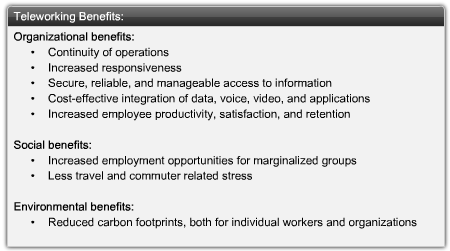 Teleworking Benefits:
Organizational benefits:
• Continuity of operations
• Increased responsiveness
• Secure, reliable, and manageable access to information
• Cost-effective integration of data, voice, video, and applications
• Increased employee productivity, satisfaction, and retention
Social benefits:
• Increased employment opportunities for marginalized groups
• Less travel and commuter related stress
Environmental benefits:
• Reduced carbon footprints, both for individual workers and organizations